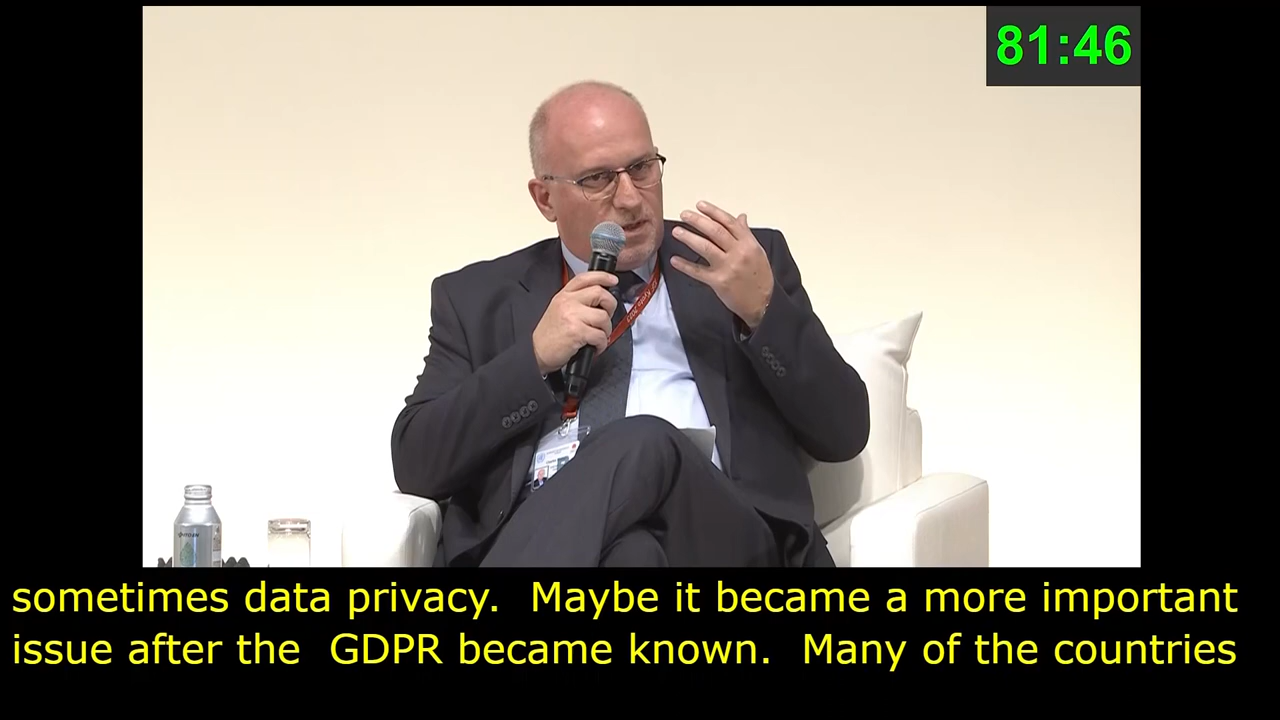 81:46
sometimes data privacy.  Maybe it became a more important
issue after the  GDPR became known.  Many of the countries